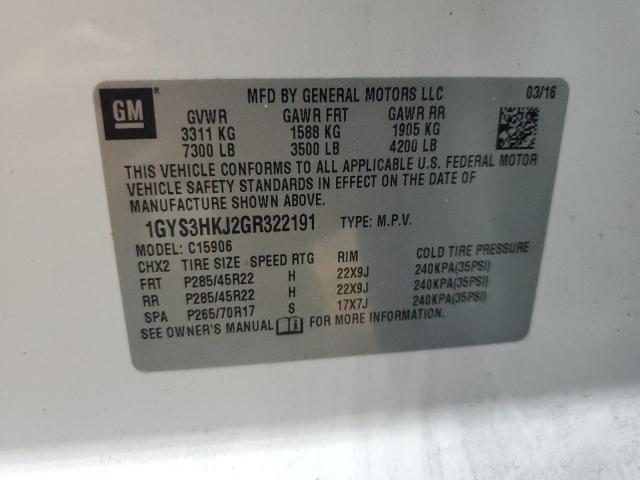 GM
MFD BY GENERAL MOTORS LLC 03/16
GVWR GAWR FRT GAWR RR
3311 KG 1588 KG 1905 KG
7300 LB 3500 LB 4200 LB
THIS VEHICLE CONFORMS TO ALL APPLICABLE U.S. FEDERAL MOTOR
VEHICLE SAFETY STANDARDS IN EFFECT ON THE DATE OF
MANUFACTURE SHOWN ABOVE.
1GYS3HKJ2GR322191 TYPE: M.P.V.
MODEL: C15906
CHX2 TIRE SIZE SPEED RTG RIM COLD TIRE PRESSURE
FRT P285/45R22 H 22X9J 240KPA(35PSI)
RR P285/45R22 H 22X9J 240KPA(35PSI)
SPA P265/70R17 S 17X7J 240KPA(35PSI)
SEE OWNER'S MANUAL FOR MORE INFORMATION.